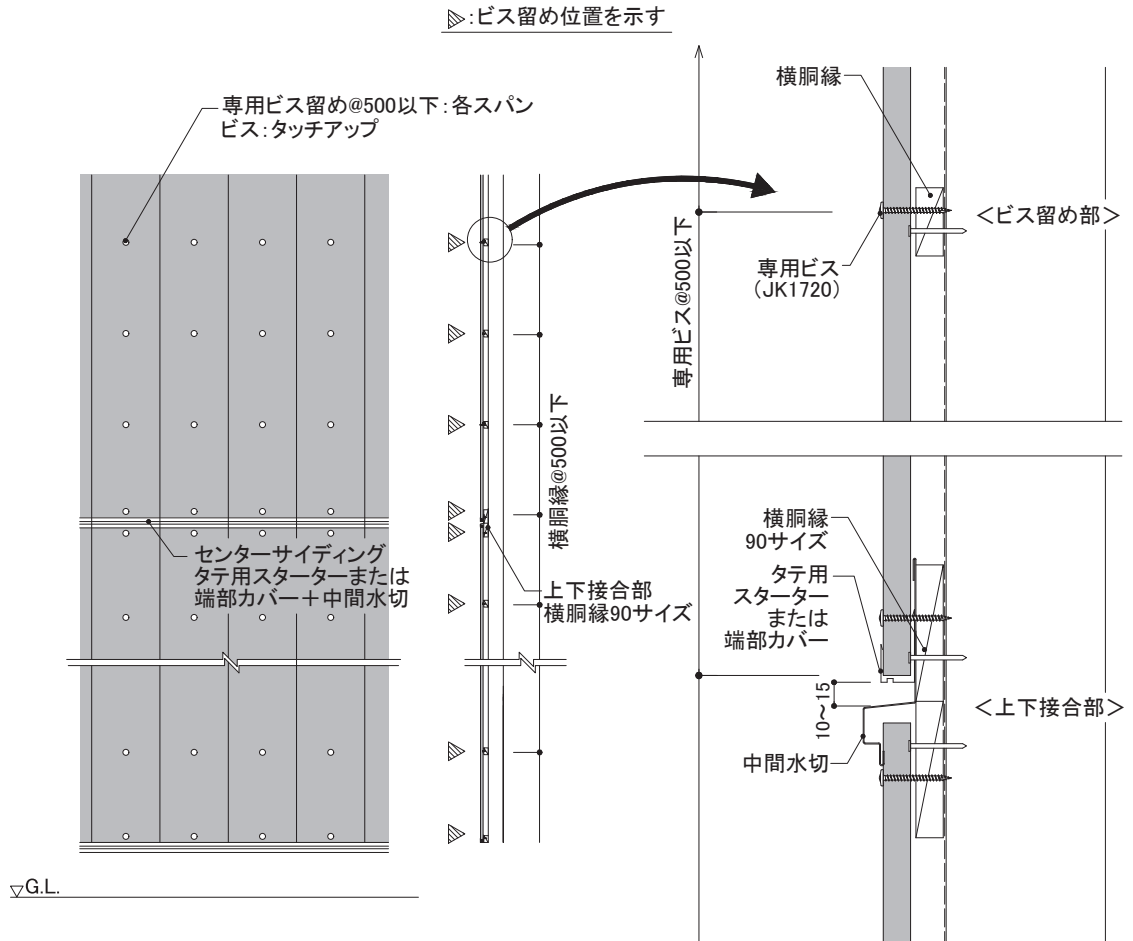 :ビス留め位置を示す
専用ビス留め@500以下：各スパン
ビス：タッチアップ
横胴縁
＜ビス留め部＞
専用ビス
（JK1720）
専用ビス@500以下
横胴縁@500以下
センターサイディング
タテ用スターターまたは
端部カバー＋中間水切
上下接合部
横胴縁90サイズ
横胴縁
90サイズ
タテ用
スターター
または
端部カバー
10～15
＜上下接合部＞
中間水切
▽G.L.